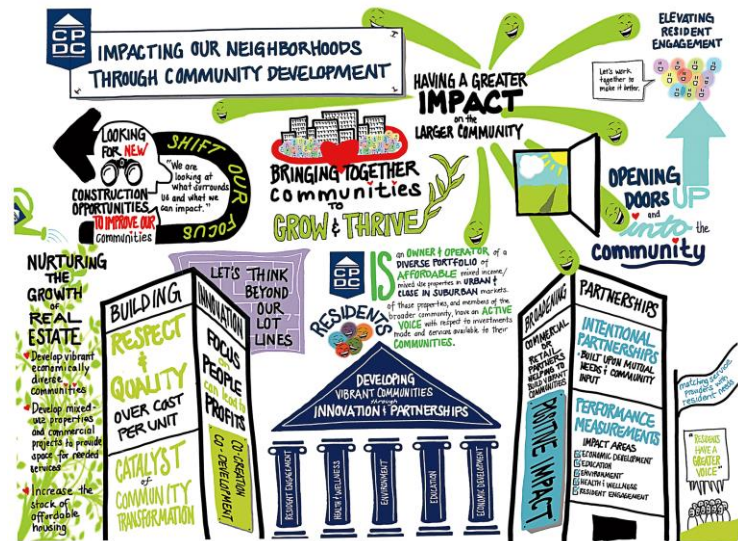 CP
DC
IMPACTING OUR NEIGHBORHOODS
THROUGH COMMUNITY DEVELOPMENT
HAVING A GREATER
IMPACT
on the
LARGER COMMUNITY
ELEVATING
RESIDENT
ENGAGEMENT
Let's work
together to
make it better.
LOOKING
FOR NEW
CONSTRUCTION
OPPORTUNITIES
TO IMPROVE OUR
Communities
SHIFT OUR FOCUS
"We are
looking at
what surrounds
us and what we
can impact."
BRINGING TOGETHER
Communities
TO
GROW & THRIVE
OPENING
DOORS UP
and
into the
Community
NURTURING
THE
GROWTH
OF
REAL
ESTATE
Develop vibrant
economically
diverse
communities
Develop mixed-
use properties
and commercial
projects to provide
space for needed
services
Increase the
stock of
affordable
housing
BUILDING
RESPECT
&
QUALITY
OVER COST
PER UNIT
CATALYST
of
COMMUNITY
TRANSFORMATION
INNOVATION
FOCUS
on
PEOPLE
can lead to
PROFITS
CO-CREATION
CO-DEVELOPMENT
LET'S THINK
BEYOND
OUR
LOT
LINES
CP
DC
IS
an OWNER & OPERATOR of a
DIVERSE PORTFOLIO of
AFFORDABLE mixed income/
mixed use properties in URBAN &
CLOSE IN SUBURBAN markets.
RESIDENTS
of those properties, and members of the
broader community, have an ACTIVE
VOICE with respect to investments
made and services available to their
COMMUNITIES.
DEVELOPING
VIBRANT COMMUNITIES
through
INNOVATION & PARTNERSHIPS
RESIDENT ENGAGEMENT
HEALTH & WELLNESS
ENVIRONMENT
EDUCATION
ECONOMIC DEVELOPMENT
BROADENING
COMMERCIAL
OR
RETAIL
PARTNERS
HELPING TO
BUILD VIBRANT
COMMUNITIES
POSITIVE IMPACT!
PARTNERSHIPS
INTENTIONAL
PARTNERSHIPS
BUILT UPON MUTUAL
NEEDS & COMMUNITY
INPUT
PERFORMANCE
MEASUREMENTS
IMPACT AREAS
ECONOMIC DEVELOPMENT
EDUCATION
ENVIRONMENT
HEALTH & WELLNESS
RESIDENT ENGAGEMENT
matching service
providers with
resident needs
"RESIDENTS
HAVE A
GREATER
VOICE"